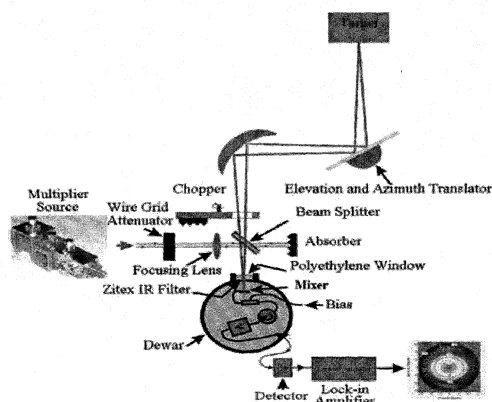 Target
Chopper
Elevation and Azimuth Translator
Multiplier
Source
Wire Grid
Attenuator
Beam Splitter
Absorber
Focusing Lens
Polyethylene Window
Zitex IR Filter
Mixer
Bias
Dewar
Detector
Lock-in
Amplifier